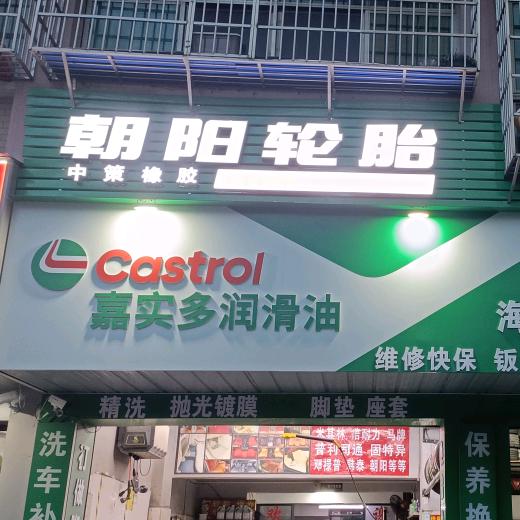 朝阳轮胎
中策橡胶
Castrol
嘉实多润滑油
海
维修快保 钣
精洗 抛光镀膜 脚垫 座套
米其林 倍耐力 马牌
普利司通 固特异
邓禄普 韩泰 朝阳等等
洗车补
保养换